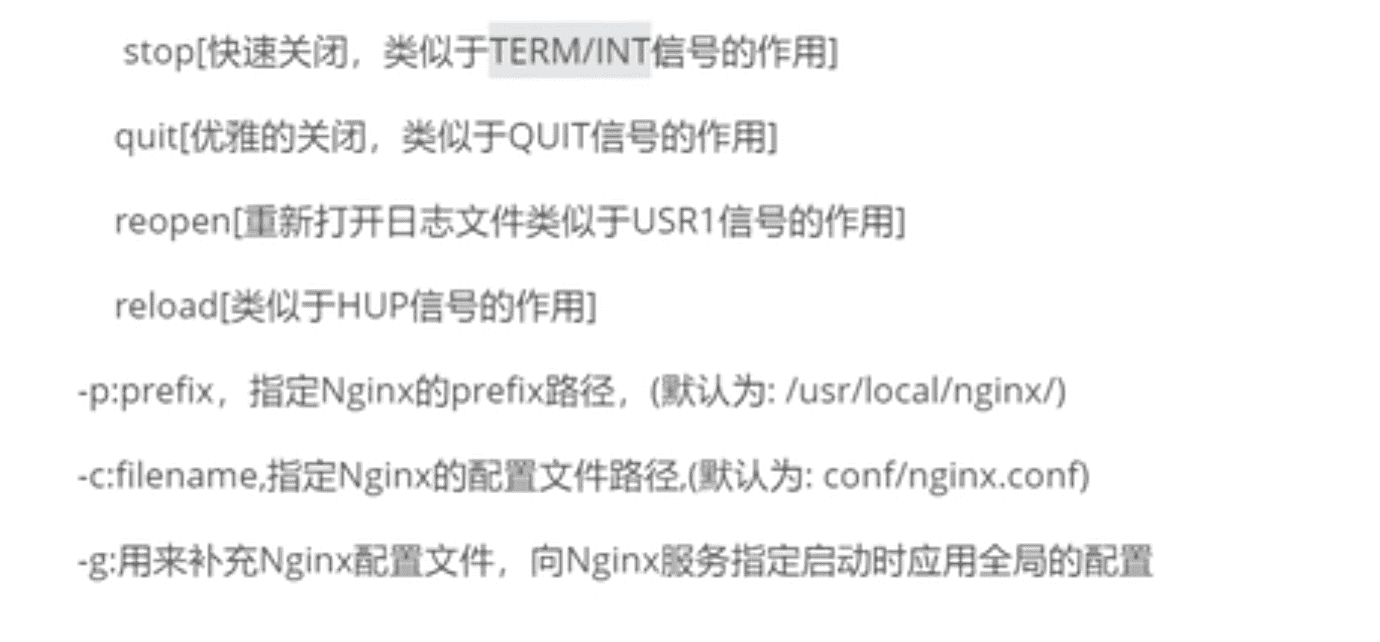 stop[快速关闭，类似于TERM/INT信号的作用]
quit[优雅的关闭，类似于QUIT信号的作用]
reopen[重新打开日志文件类似于USR1信号的作用]
reload[类似于HUP信号的作用]
-p:prefix，指定Nginx的prefix路径，(默认为: /usr/local/nginx/)
-c:filename,指定Nginx的配置文件路径,(默认为: conf/nginx.conf)
-g:用来补充Nginx配置文件，向Nginx服务指定启动时应用全局的配置